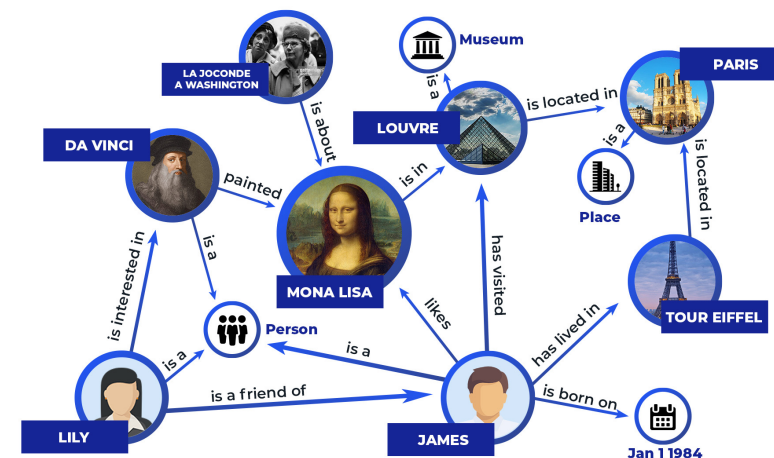 LA JOCONDE
A WASHINGTON
Museum
PARIS
is a
is located in
LOUVRE
is about
DA VINCI
is a
painted
is in
is located in
Place
is a
is interested in
has visited
MONA LISA
TOUR EIFFEL
likes
has lived in
Person
is a
is a
is a friend of
is born on
LILY
JAMES
Jan 1 1984